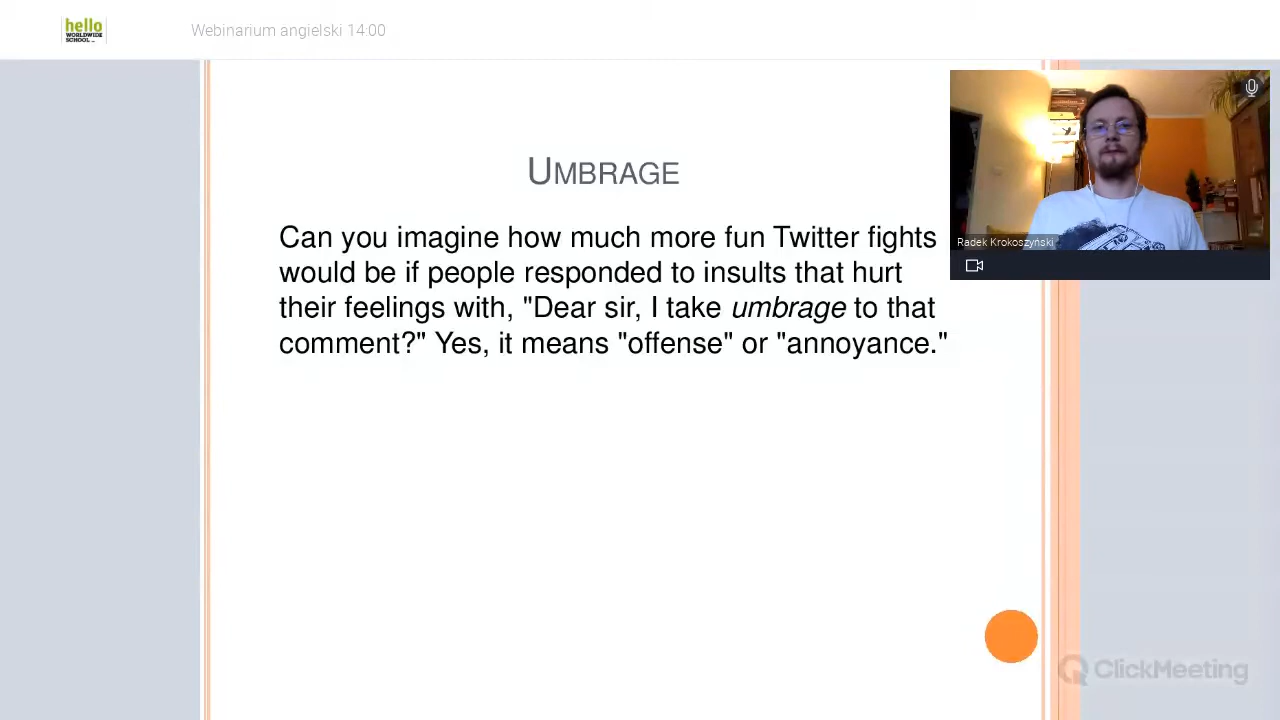 hello
WORLDWIDE
SCHOOL
Webinarium angielski 14:00
UMBRAGE
Can you imagine how much more fun Twitter fights
would be if people responded to insults that hurt
their feelings with, "Dear sir, I take umbrage to that
comment?" Yes, it means "offense" or "annoyance."
Radek Krokoszyński
ClickMeeting